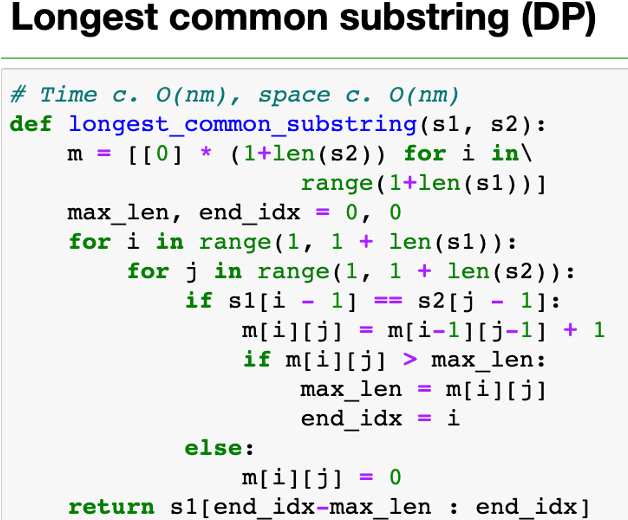 Longest common substring (DP)
# Time c. O(nm), space c. O(nm)
def longest_common_substring(s1, s2):
    m = [[0] * (1+len(s2)) for i in\
                    range(1+len(s1))]
    max_len, end_idx = 0, 0
    for i in range(1, 1 + len(s1)):
        for j in range(1, 1 + len(s2)):
            if s1[i - 1] == s2[j - 1]:
                m[i][j] = m[i-1][j-1] + 1
                if m[i][j] > max_len:
                    max_len = m[i][j]
                    end_idx = i
            else:
                m[i][j] = 0
    return s1[end_idx-max_len : end_idx]